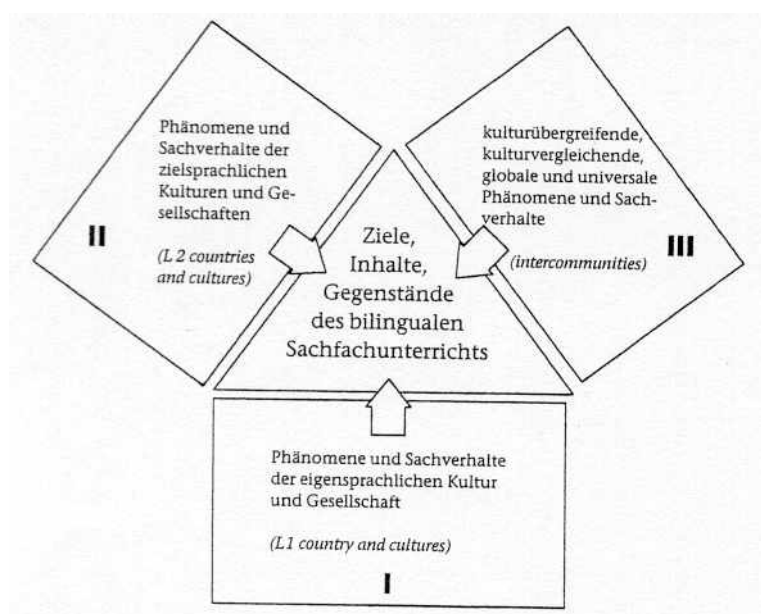 Phänomene und
Sachverhalte der
zielsprachlichen
Kulturen und Ge-
sellschaften
II
(L 2 countries
and cultures)
kulturübergreifende,
kulturvergleichende,
globale und universale
Phänomene und Sach-
verhalte
III
(intercommunities)
Ziele,
Inhalte,
Gegenstände
des bilingualen
Sachfachunterrichts
Phänomene und Sachverhalte
der eigensprachlichen Kultur
und Gesellschaft
(L1 country and cultures)
I